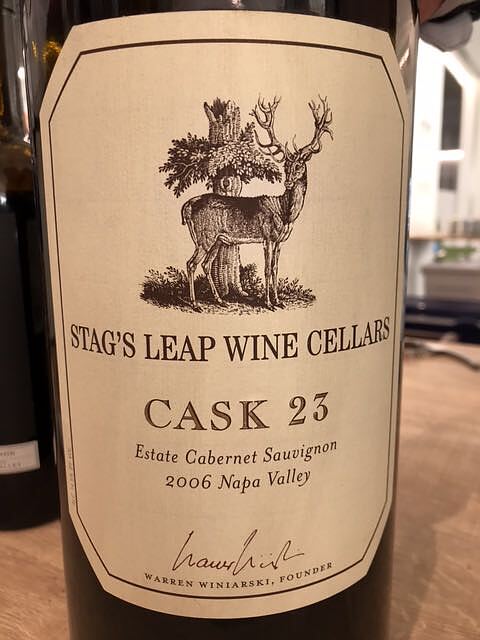 STAG'S LEAP WINE CELLARS
CASK 23
Estate Cabernet Sauvignon
2006 Napa Valley
WARREN WINIARSKI, FOUNDER